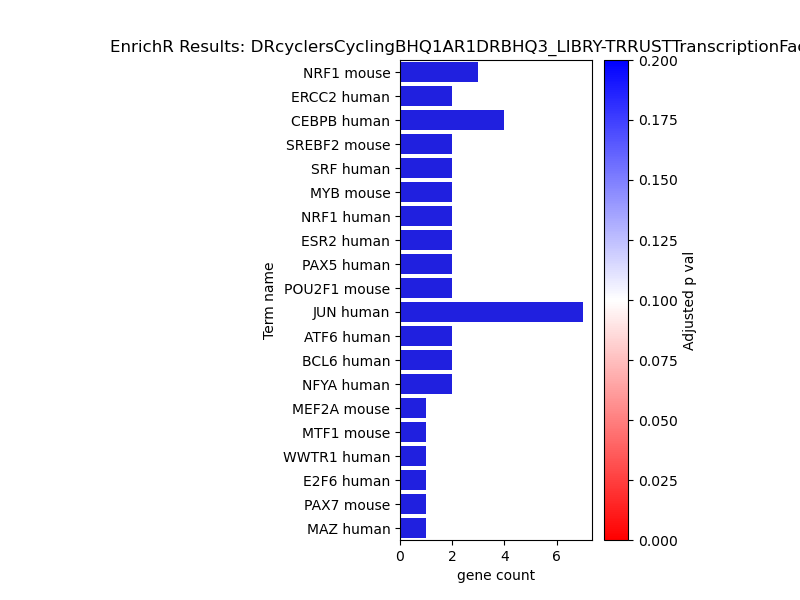 EnrichR Results: DRcyclersCyclingBHQ1AR1DRBHQ3_LIBRY-TRRUSTTranscriptionFac
NRF1 mouse
ERCC2 human
CEBPB human
SREBF2 mouse
SRF human
MYB mouse
NRF1 human
ESR2 human
PAX5 human
POU2F1 mouse
JUN human
ATF6 human
BCL6 human
NFYA human
MEF2A mouse
MTF1 mouse
WWTR1 human
E2F6 human
PAX7 mouse
MAZ human
Term name
0 2 4 6
gene count
0.200
0.175
0.150
0.125
0.100
0.075
0.050
0.025
0.000
Adjusted p val